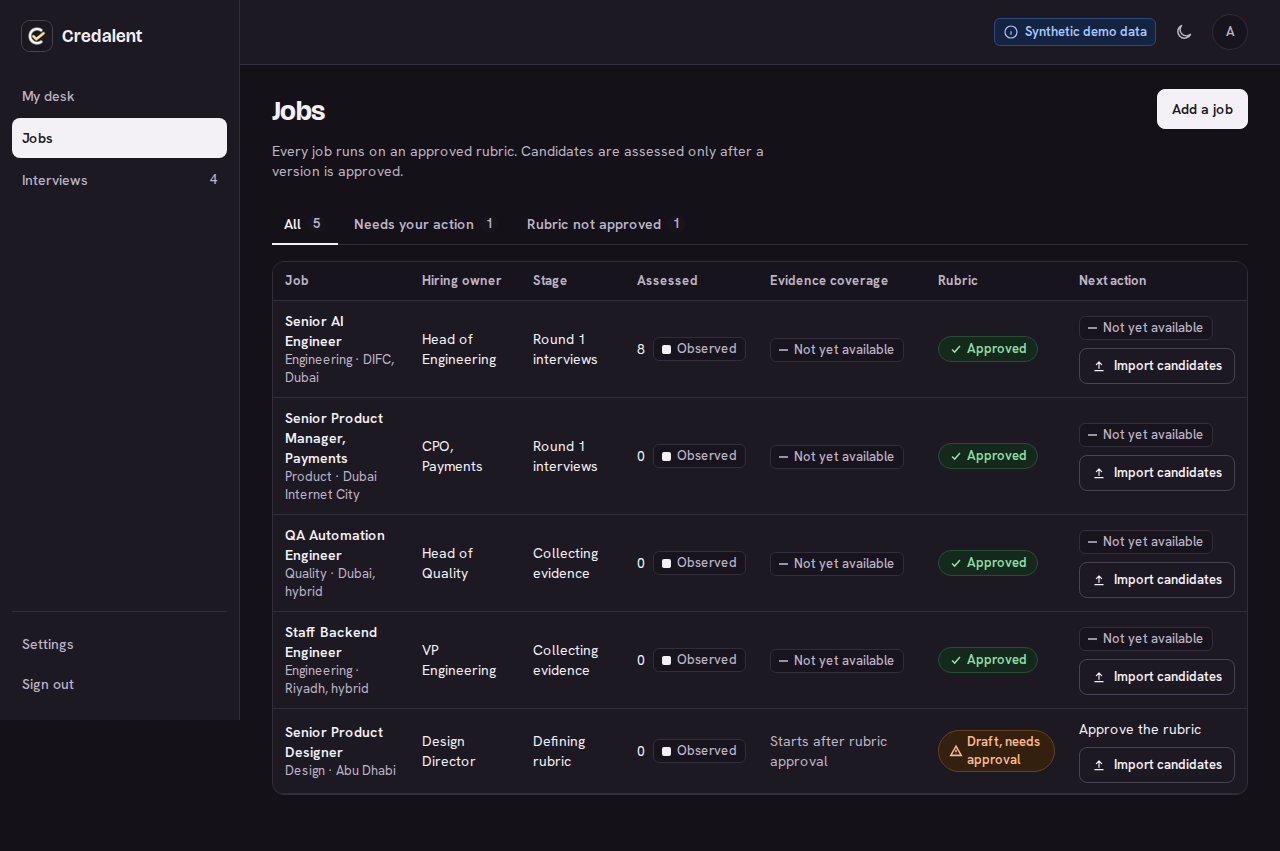 Credalent
Synthetic demo data
A
My desk
Jobs
Interviews 4
Settings
Sign out
Jobs
Add a job
Every job runs on an approved rubric. Candidates are assessed only after a
version is approved.
All 5 Needs your action 1 Rubric not approved 1
Job Hiring owner Stage Assessed Evidence coverage Rubric Next action
Senior AI
Engineer
Engineering · DIFC,
Dubai
Head of
Engineering
Round 1
interviews
8 Observed
Not yet available
Approved
Not yet available
Import candidates
Senior Product
Manager,
Payments
Product · Dubai
Internet City
CPO,
Payments
Round 1
interviews
0 Observed
Not yet available
Approved
Not yet available
Import candidates
QA Automation
Engineer
Quality · Dubai,
hybrid
Head of
Quality
Collecting
evidence
0 Observed
Not yet available
Approved
Not yet available
Import candidates
Staff Backend
Engineer
Engineering ·
Riyadh, hybrid
VP
Engineering
Collecting
evidence
0 Observed
Not yet available
Approved
Not yet available
Import candidates
Senior Product
Designer
Design · Abu Dhabi
Design
Director
Defining
rubric
0 Observed
Starts after rubric
approval
Draft, needs
approval
Approve the rubric
Import candidates